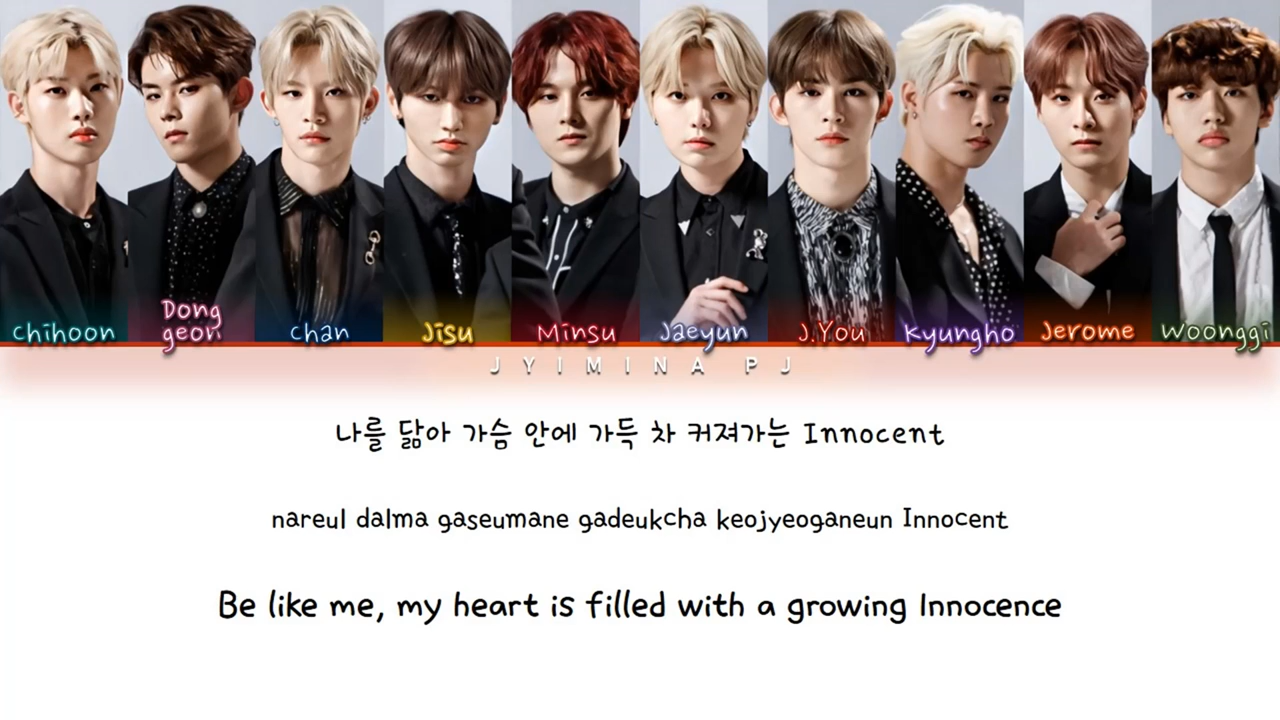 Chihoon
Dong
geon
Chan
Jisu
Minsu
Jaeyun
J.You
Kyungho
Jerome
Woonggi
JYIMINA PJ
나를 닮아 가슴 안에 가득 차 커져가는 Innocent
nareul dalma gaseumane gadeukcha keojyeoganeun Innocent
Be like me, my heart is filled with a growing Innocence